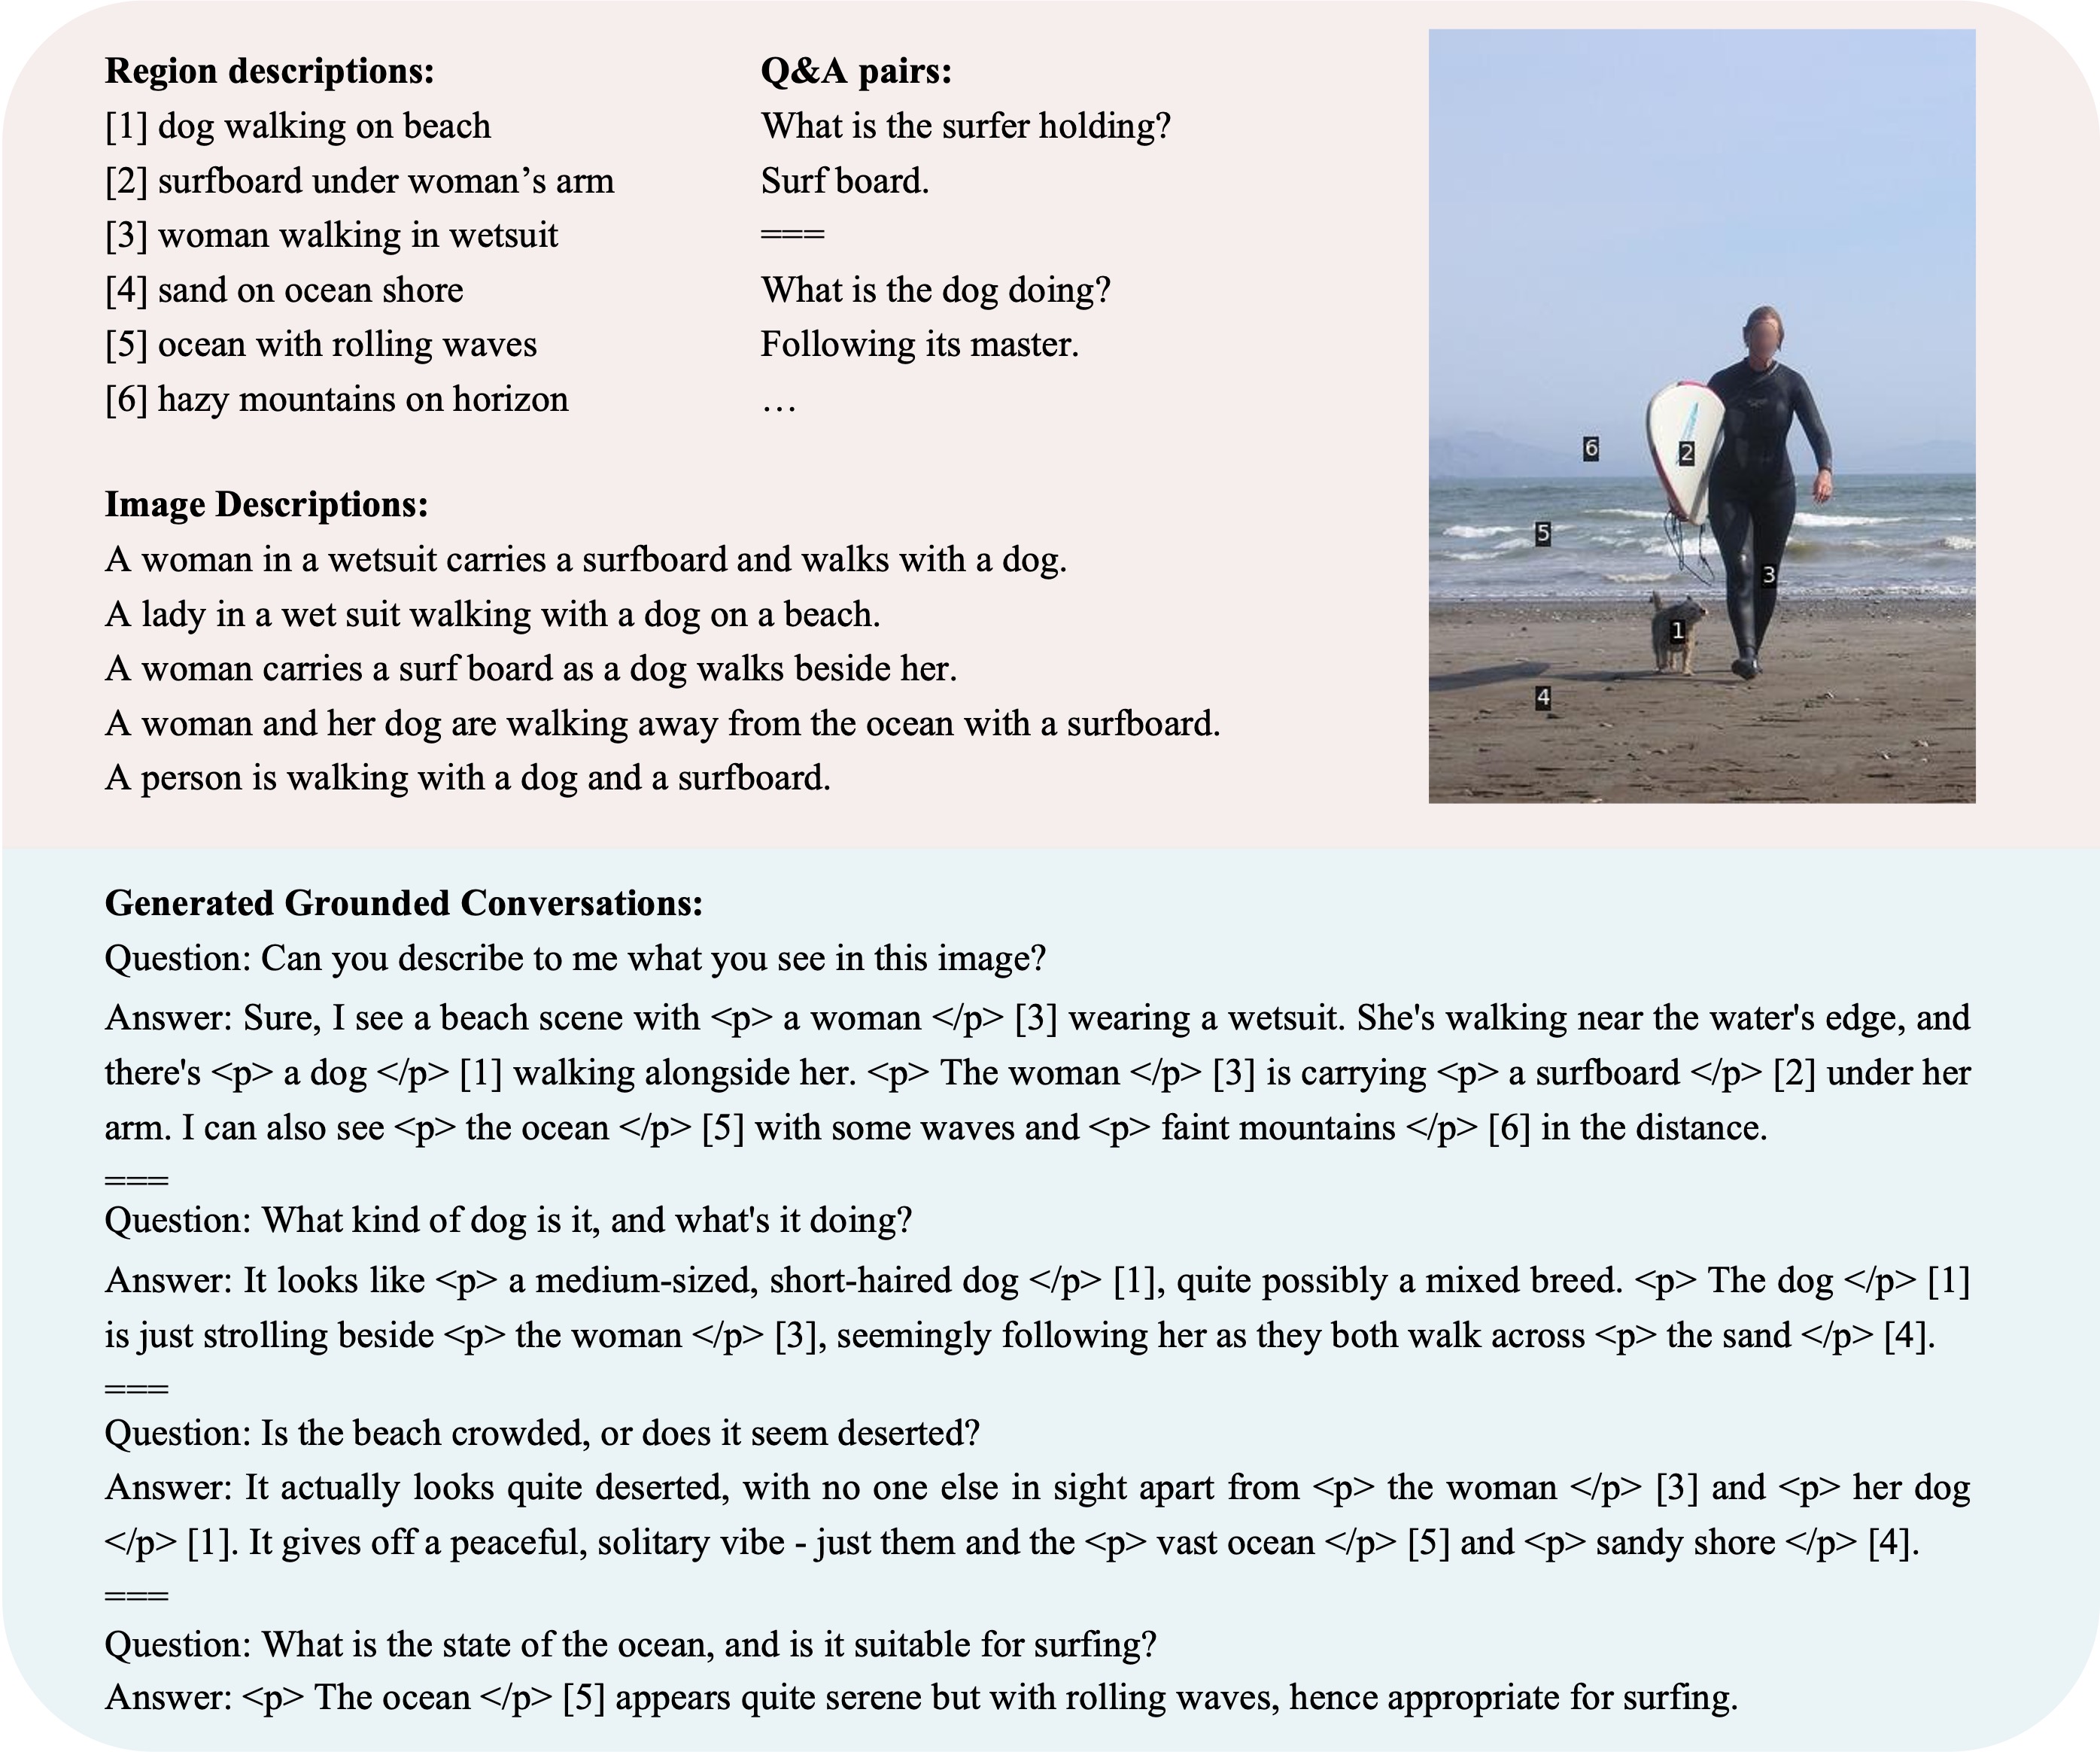 Region descriptions:
[1] dog walking on beach
[2] surfboard under woman’s arm
[3] woman walking in wetsuit
[4] sand on ocean shore
[5] ocean with rolling waves
[6] hazy mountains on horizon
Q&A pairs:
What is the surfer holding?
Surf board.
===
What is the dog doing?
Following its master.
…
Image Descriptions:
A woman in a wetsuit carries a surfboard and walks with a dog.
A lady in a wet suit walking with a dog on a beach.
A woman carries a surf board as a dog walks beside her.
A woman and her dog are walking away from the ocean with a surfboard.
A person is walking with a dog and a surfboard.
6
2
5
3
1
4
Generated Grounded Conversations:
Question: Can you describe to me what you see in this image?
Answer: Sure, I see a beach scene with <p> a woman </p> [3] wearing a wetsuit. She's walking near the water's edge, and
there's <p> a dog </p> [1] walking alongside her. <p> The woman </p> [3] is carrying <p> a surfboard </p> [2] under her
arm. I can also see <p> the ocean </p> [5] with some waves and <p> faint mountains </p> [6] in the distance.
===
Question: What kind of dog is it, and what's it doing?
Answer: It looks like <p> a medium-sized, short-haired dog </p> [1], quite possibly a mixed breed. <p> The dog </p> [1]
is just strolling beside <p> the woman </p> [3], seemingly following her as they both walk across <p> the sand </p> [4].
===
Question: Is the beach crowded, or does it seem deserted?
Answer: It actually looks quite deserted, with no one else in sight apart from <p> the woman </p> [3] and <p> her dog
</p> [1]. It gives off a peaceful, solitary vibe - just them and the <p> vast ocean </p> [5] and <p> sandy shore </p> [4].
===
Question: What is the state of the ocean, and is it suitable for surfing?
Answer: <p> The ocean </p> [5] appears quite serene but with rolling waves, hence appropriate for surfing.